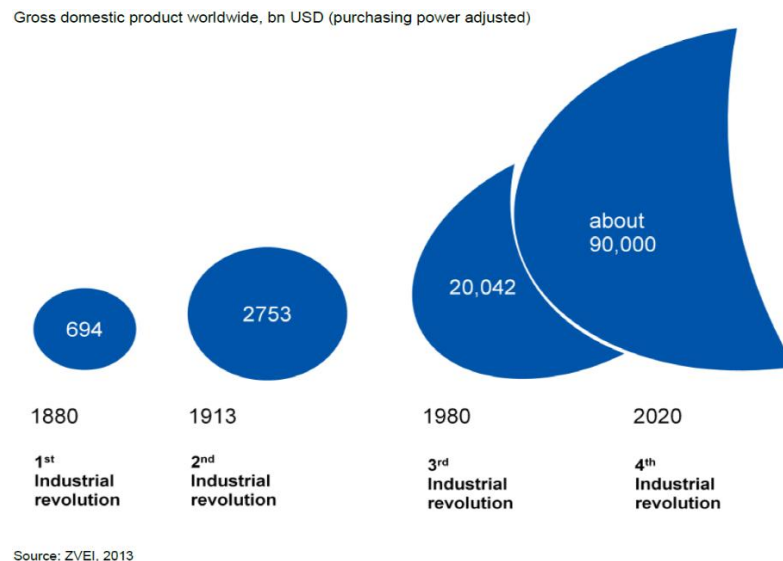 Gross domestic product worldwide, bn USD (purchasing power adjusted)
694
2753
20,042
about
90,000
1880
1913
1980
2020
1st
Industrial
revolution
2nd
Industrial
revolution
3rd
Industrial
revolution
4th
Industrial
revolution
Source: ZVEI, 2013